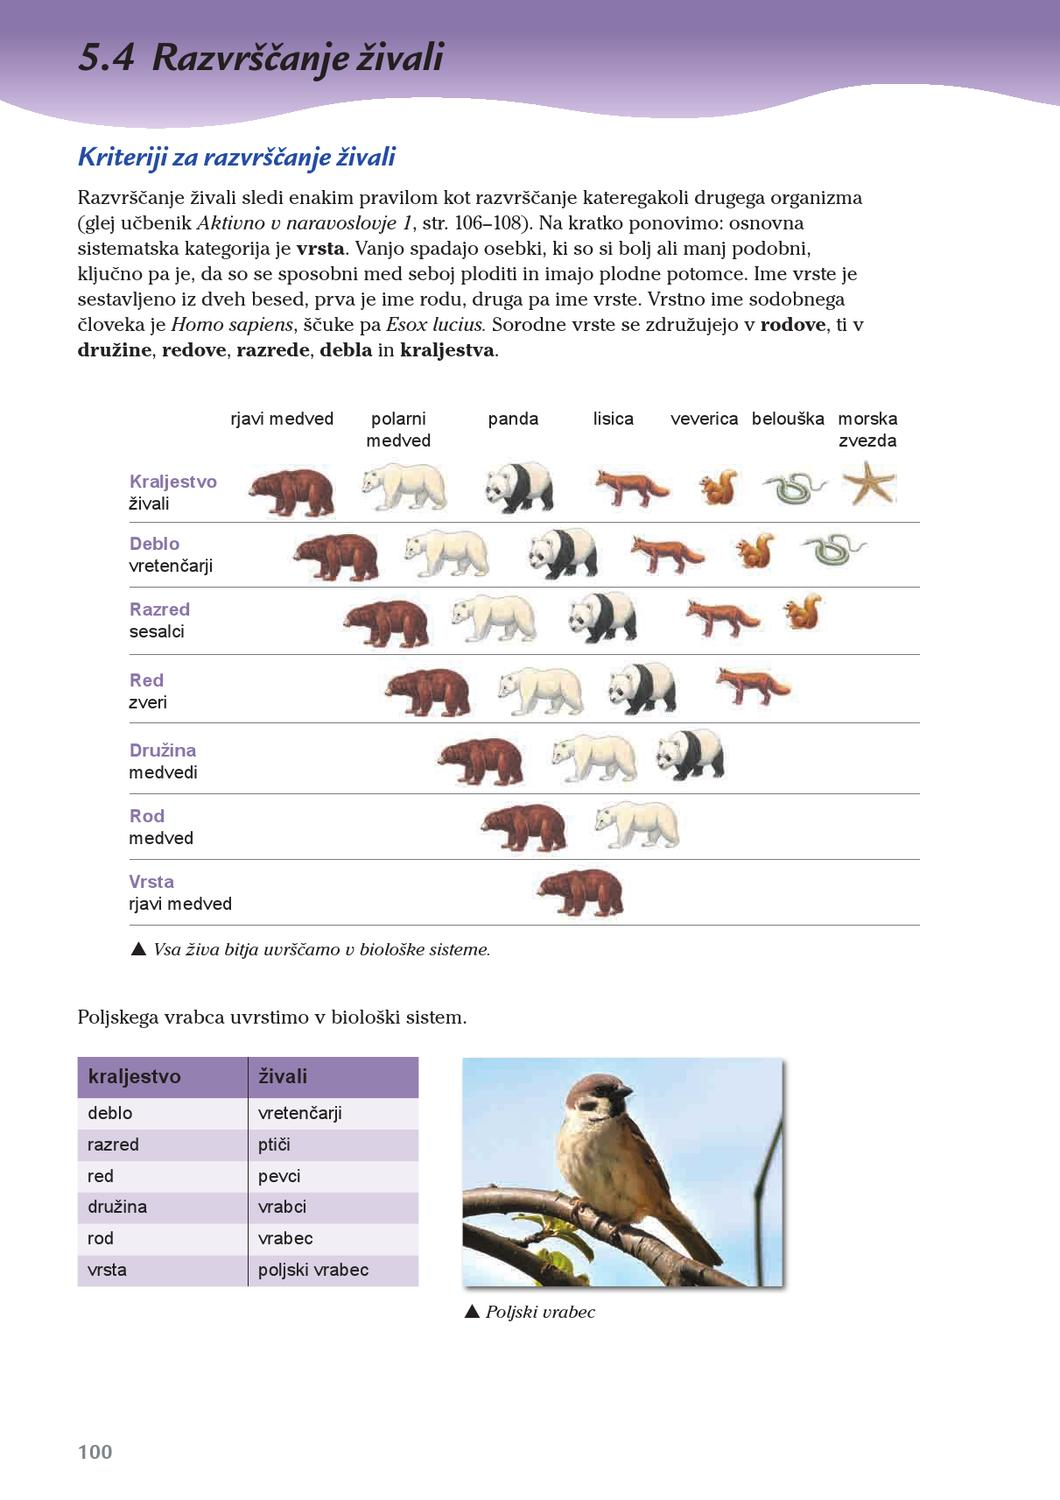 5.4 Razvrščanje živali
Kriteriji za razvrščanje živali
Razvrščanje živali sledi enakim pravilom kot razvrščanje kateregakoli drugega organizma
(glej učbenik Aktivno v naravoslovje 1, str. 106–108). Na kratko ponovimo: osnovna
sistematska kategorija je vrsta. Vanjo spadajo osebki, ki so si bolj ali manj podobni,
ključno pa je, da so se sposobni med seboj ploditi in imajo plodne potomce. Ime vrste je
sestavljeno iz dveh besed, prva je ime rodu, druga pa ime vrste. Vrstno ime sodobnega
človeka je Homo sapiens, ščuke pa Esox lucius. Sorodne vrste se združujejo v rodove, ti v
družine, redove, razrede, debla in kraljestva.
rjavi medved polarni medved panda lisica veverica belouška morska zvezda
Kraljestvo
živali
Deblo
vretenčarji
Razred
sesalci
Red
zveri
Družina
medvedi
Rod
medved
Vrsta
rjavi medved
▲ Vsa živa bitja uvrščamo v biološke sisteme.
Poljskega vrabca uvrstimo v biološki sistem.
kraljestvo živali
deblo vretenčarji
razred ptiči
red pevci
družina vrabci
rod vrabec
vrsta poljski vrabec
▲ Poljski vrabec
100